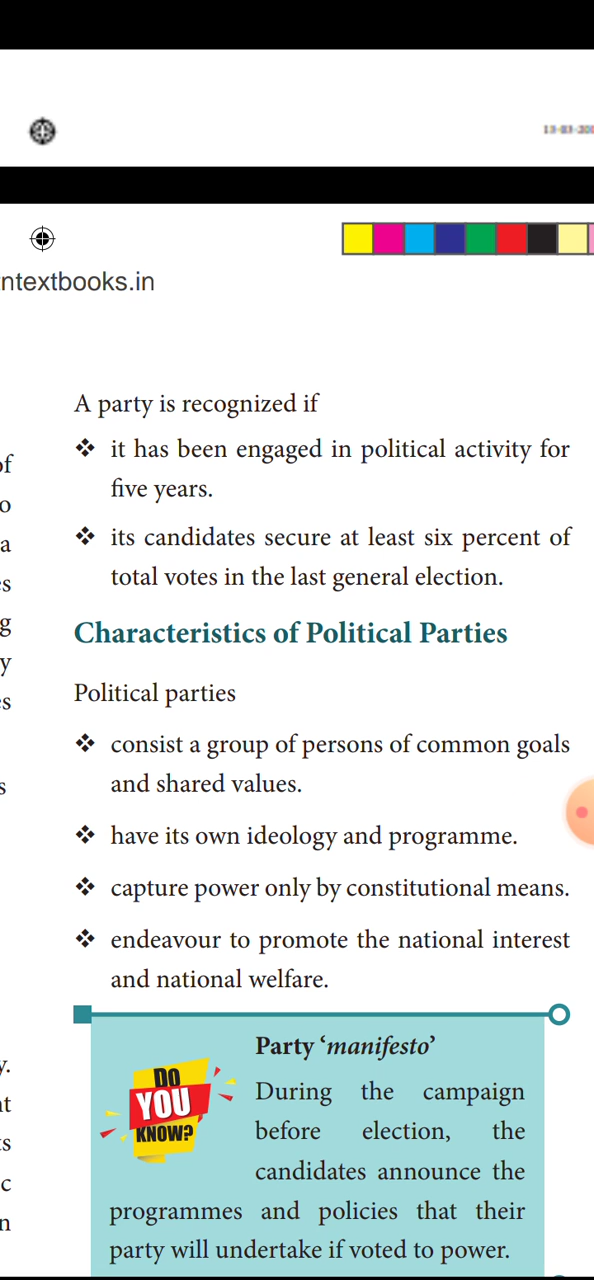 ntextbooks.in
A party is recognized if
❖ it has been engaged in political activity for
five years.
❖ its candidates secure at least six percent of
total votes in the last general election.
Characteristics of Political Parties
Political parties
❖ consist a group of persons of common goals
and shared values.
❖ have its own ideology and programme.
❖ capture power only by constitutional means.
❖ endeavour to promote the national interest
and national welfare.
DO
YOU
KNOW?
Party ‘manifesto’
During the campaign
before election, the
candidates announce the
programmes and policies that their
party will undertake if voted to power.